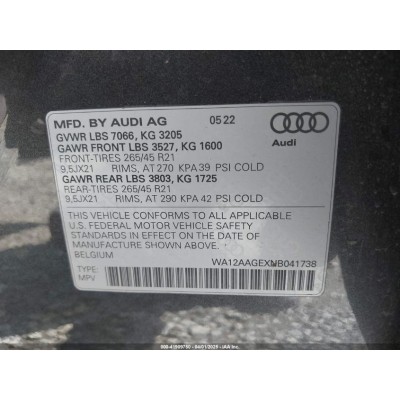 MFD. BY AUDI AG 05 22
GVWR LBS 7066, KG 3205
GAWR FRONT LBS 3527, KG 1600
FRONT-TIRES 265/45 R21
9,5JX21 RIMS, AT 270 KPA 39 PSI COLD
GAWR REAR LBS 3803, KG 1725
REAR-TIRES 265/45 R21
9,5JX21 RIMS, AT 290 KPA 42 PSI COLD
Audi
THIS VEHICLE CONFORMS TO ALL APPLICABLE
U.S. FEDERAL MOTOR VEHICLE SAFETY
STANDARDS IN EFFECT ON THE DATE OF
MANUFACTURE SHOWN ABOVE.
BELGIUM
WA12AAGEXNB041738
TYPE:
MPV